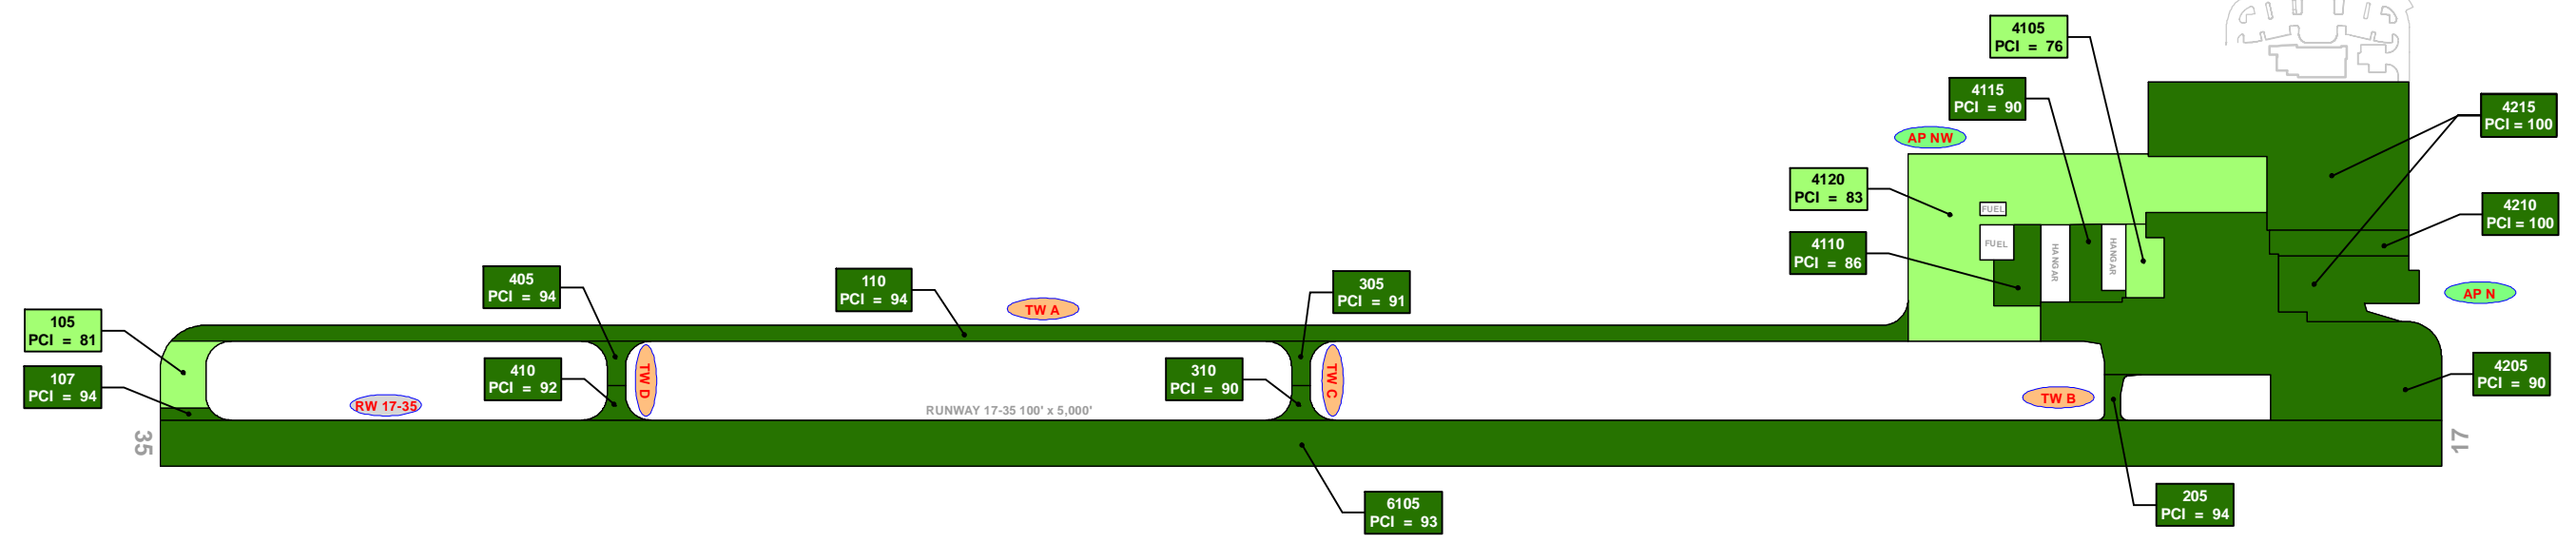 4105
PCI = 76
4115
PCI = 90
4215
PCI = 100
AP NW
4120
PCI = 83
FUEL
4210
PCI = 100
4110
PCI = 86
FUEL
HANGAR
HANGAR
405
PCI = 94
110
PCI = 94
305
PCI = 91
AP N
TW A
105
PCI = 81
107
PCI = 94
410
PCI = 92
TW D
310
PCI = 90
TW C
4205
PCI = 90
RW 17-35
RUNWAY 17-35 100' x 5,000'
TW B
35
17
6105
PCI = 93
205
PCI = 94